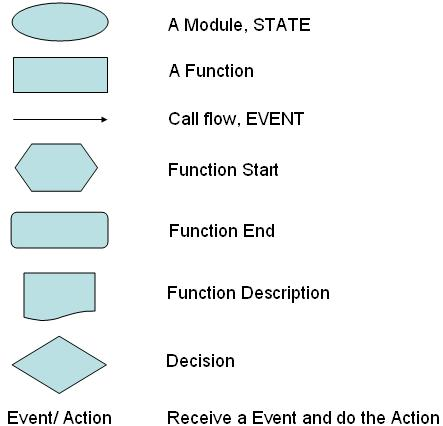 A Module, STATE
A Function
Call flow, EVENT
Function Start
Function End
Function Description
Decision
Event/ Action Receive a Event and do the Action